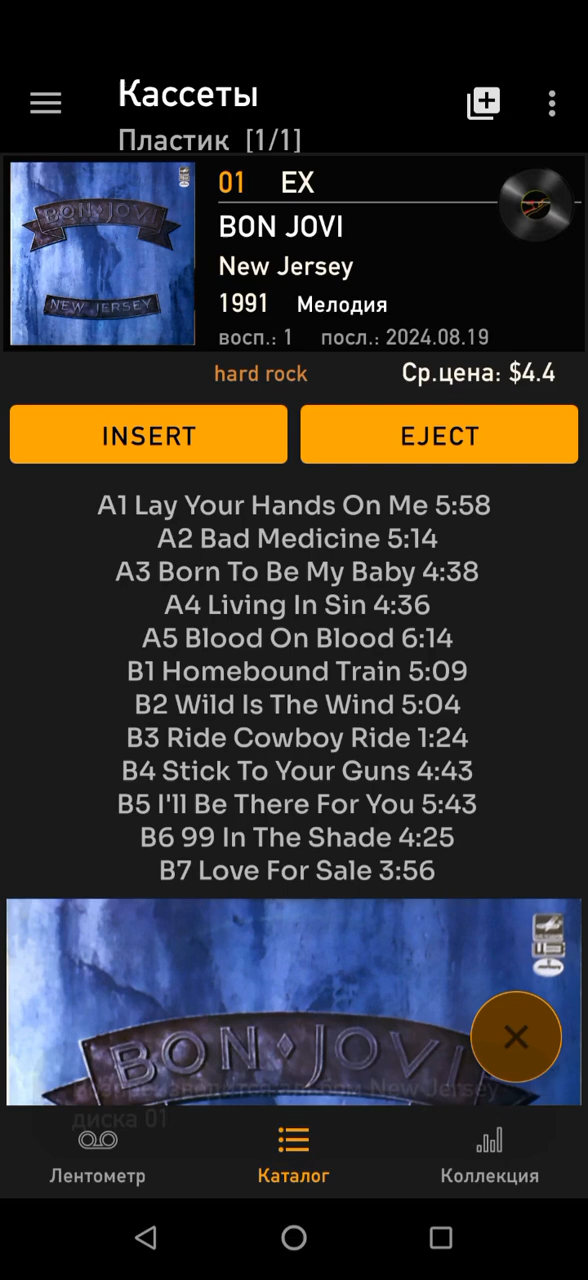 Кассеты
Пластик [1/1]
01 EX
BON JOVI
New Jersey
1991 Мелодия
восп.: 1 посл.: 2024.08.19
BON JOVI
NEW JERSEY
hard rock
Ср.цена: $4.4
INSERT
EJECT
A1 Lay Your Hands On Me 5:58
A2 Bad Medicine 5:14
A3 Born To Be My Baby 4:38
A4 Living In Sin 4:36
A5 Blood On Blood 6:14
B1 Homebound Train 5:09
B2 Wild Is The Wind 5:04
B3 Ride Cowboy Ride 1:24
B4 Stick To Your Guns 4:43
B5 I'll Be There For You 5:43
B6 99 In The Shade 4:25
B7 Love For Sale 3:56
BON JOVI
альбом New Jersey
диска 01
Лентометр
Каталог
Коллекция